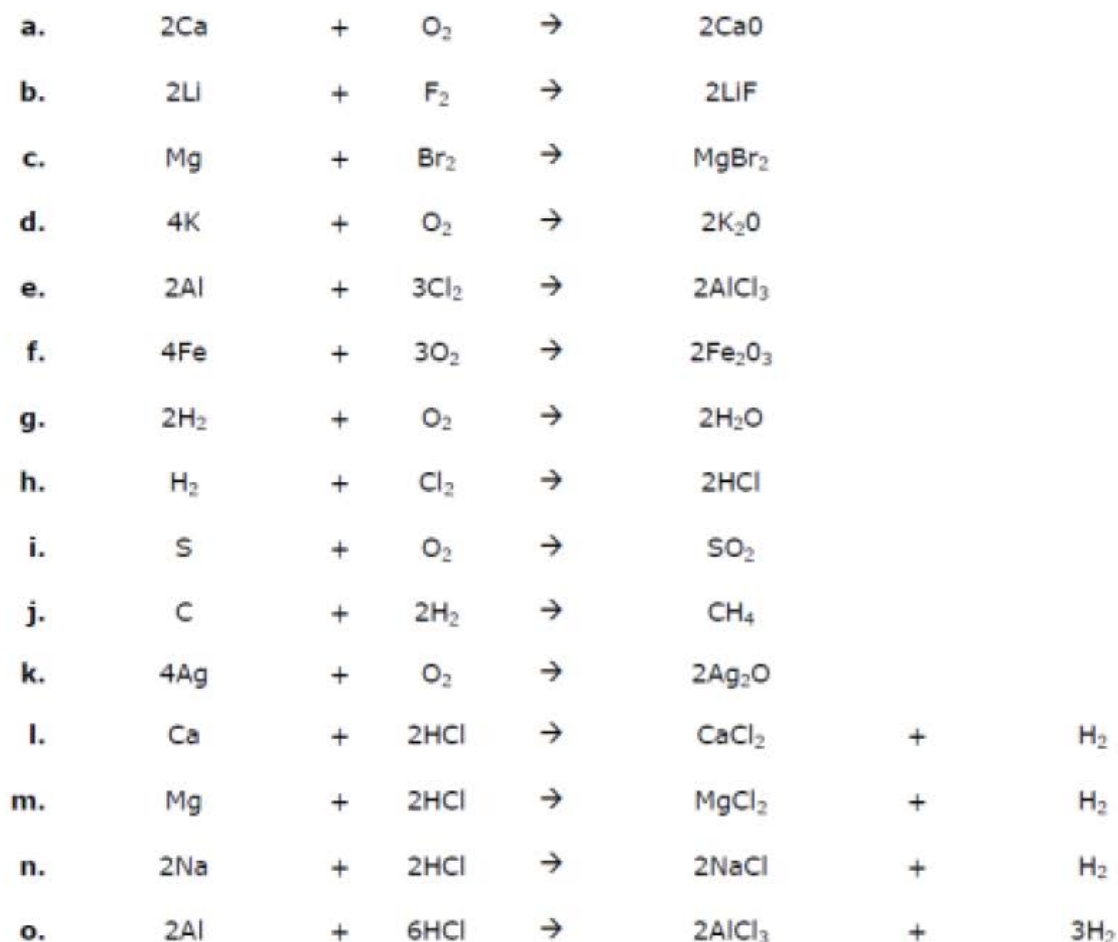 a. 2Ca + O₂ → 2Ca0
b. 2Li + F₂ → 2LiF
c. Mg + Br₂ → MgBr₂
d. 4K + O₂ → 2K₂0
e. 2Al + 3Cl₂ → 2AlCl₃
f. 4Fe + 3O₂ → 2Fe₂0₃
g. 2H₂ + O₂ → 2H₂O
h. H₂ + Cl₂ → 2HCl
i. S + O₂ → SO₂
j. C + 2H₂ → CH₄
k. 4Ag + O₂ → 2Ag₂O
l. Ca + 2HCl → CaCl₂ + H₂
m. Mg + 2HCl → MgCl₂ + H₂
n. 2Na + 2HCl → 2NaCl + H₂
o. 2Al + 6HCl → 2AlCl₃ + 3H₂